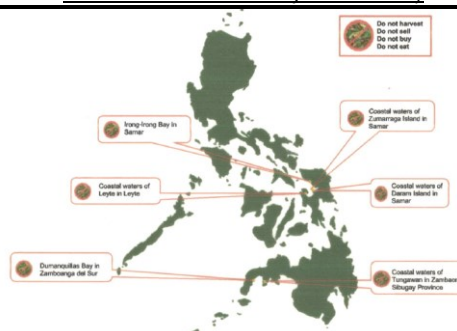 Do not harvest
Do not sell
Do not buy
Do not eat
Irong-Irong Bay in
Samar
Coastal waters of
Zumarraga Island in
Samar
Coastal waters of
Leyte in Leyte
Coastal waters of
Daram Island in
Samar
Dumanquillas Bay in
Zamboanga del Sur
Coastal waters of
Tungawan in
Sibugay Province